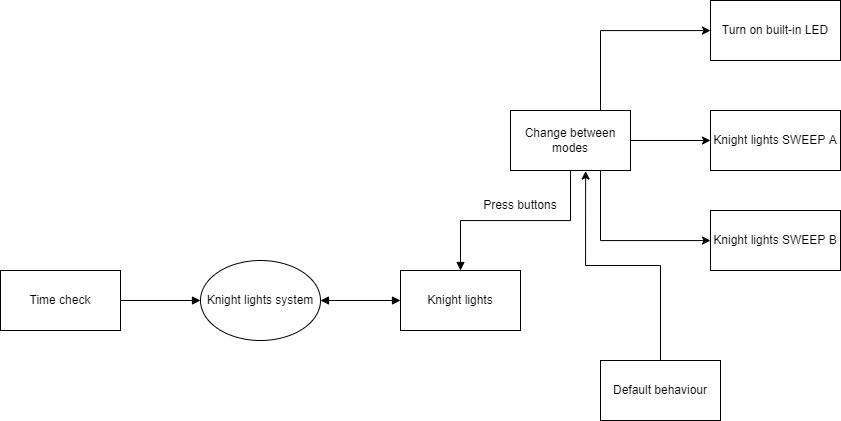 Turn on built-in LED
Change between
modes
Knight lights SWEEP A
Press buttons
Knight lights SWEEP B
Time check
Knight lights system
Knight lights
Default behaviour